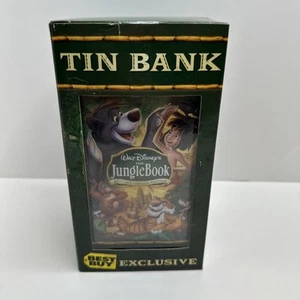 TIN BANK
WALT DISNEY'S
THE
JUNGLE BOOK
BEST BUY EXCLUSIVE